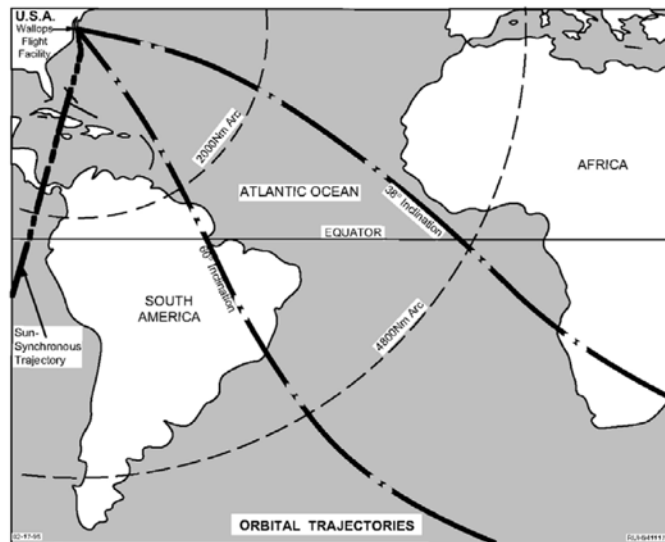 U.S.A.
Wallops
Flight
Facility
2000Nm Arc
AFRICA
ATLANTIC OCEAN
38° Inclination
EQUATOR
60° Inclination
SOUTH
AMERICA
4800Nm Arc
Sun-
Synchronous
Trajectory
ORBITAL TRAJECTORIES